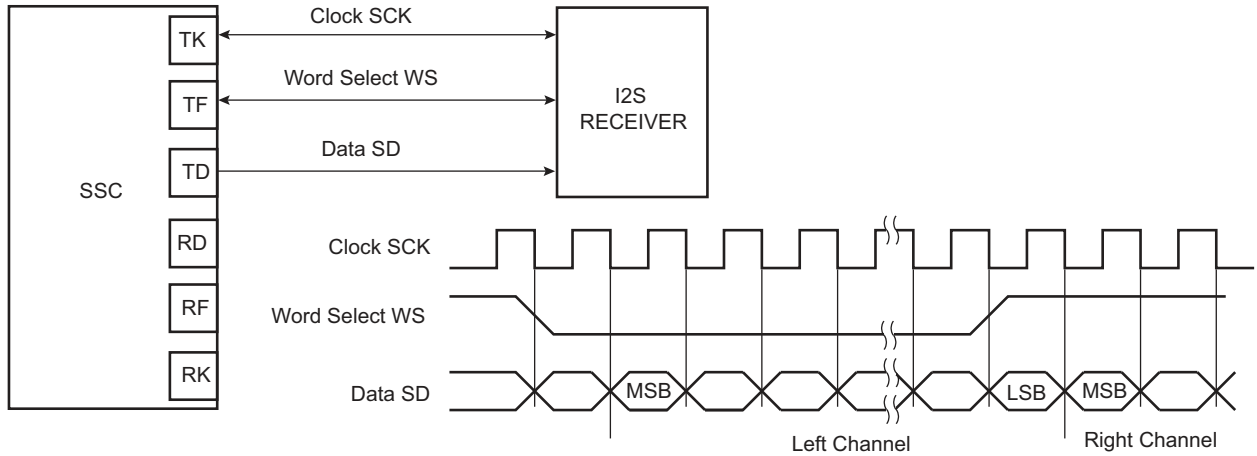 Clock SCK
TK
Word Select WS
TF
I2S
RECEIVER
Data SD
TD
SSC
RD
Clock SCK
RF
Word Select WS
RK
Data SD
MSB
LSB
MSB
Left Channel
Right Channel